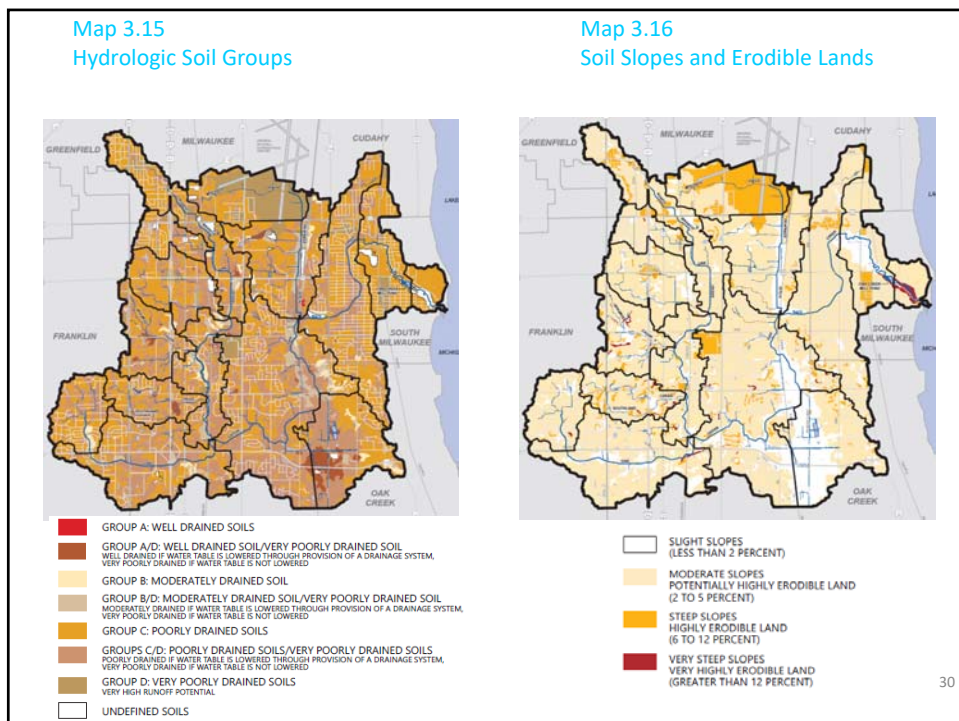 Map 3.15
Hydrologic Soil Groups
Map 3.16
Soil Slopes and Erodible Lands
GREENFIELD
MILWAUKEE
CUDAHY
FRANKLIN
SOUTH
MILWAUKEE
OAK
CREEK
GREENFIELD
MILWAUKEE
CUDAHY
FRANKLIN
SOUTH
MILWAUKEE
OAK
CREEK
GROUP A: WELL DRAINED SOILS
GROUP A/D: WELL DRAINED SOIL/VERY POORLY DRAINED SOIL
WELL DRAINED IF WATER TABLE IS LOWERED THROUGH PROVISION OF A DRAINAGE SYSTEM,
VERY POORLY DRAINED IF WATER TABLE IS NOT LOWERED
GROUP B: MODERATELY DRAINED SOIL
GROUP B/D: MODERATELY DRAINED SOIL/VERY POORLY DRAINED SOIL
MODERATELY DRAINED IF WATER TABLE IS LOWERED THROUGH PROVISION OF A DRAINAGE SYSTEM,
VERY POORLY DRAINED IF WATER TABLE IS NOT LOWERED
GROUP C: POORLY DRAINED SOILS
GROUPS C/D: POORLY DRAINED SOILS/VERY POORLY DRAINED SOILS
POORLY DRAINED IF WATER TABLE IS LOWERED THROUGH PROVISION OF A DRAINAGE SYSTEM,
VERY POORLY DRAINED IF WATER TABLE IS NOT LOWERED
GROUP D: VERY POORLY DRAINED SOILS
VERY HIGH RUNOFF POTENTIAL
UNDEFINED SOILS
SLIGHT SLOPES
(LESS THAN 2 PERCENT)
MODERATE SLOPES
POTENTIALLY HIGHLY ERODIBLE LAND
(2 TO 5 PERCENT)
STEEP SLOPES
HIGHLY ERODIBLE LAND
(6 TO 12 PERCENT)
VERY STEEP SLOPES
VERY HIGHLY ERODIBLE LAND
(GREATER THAN 12 PERCENT)
30